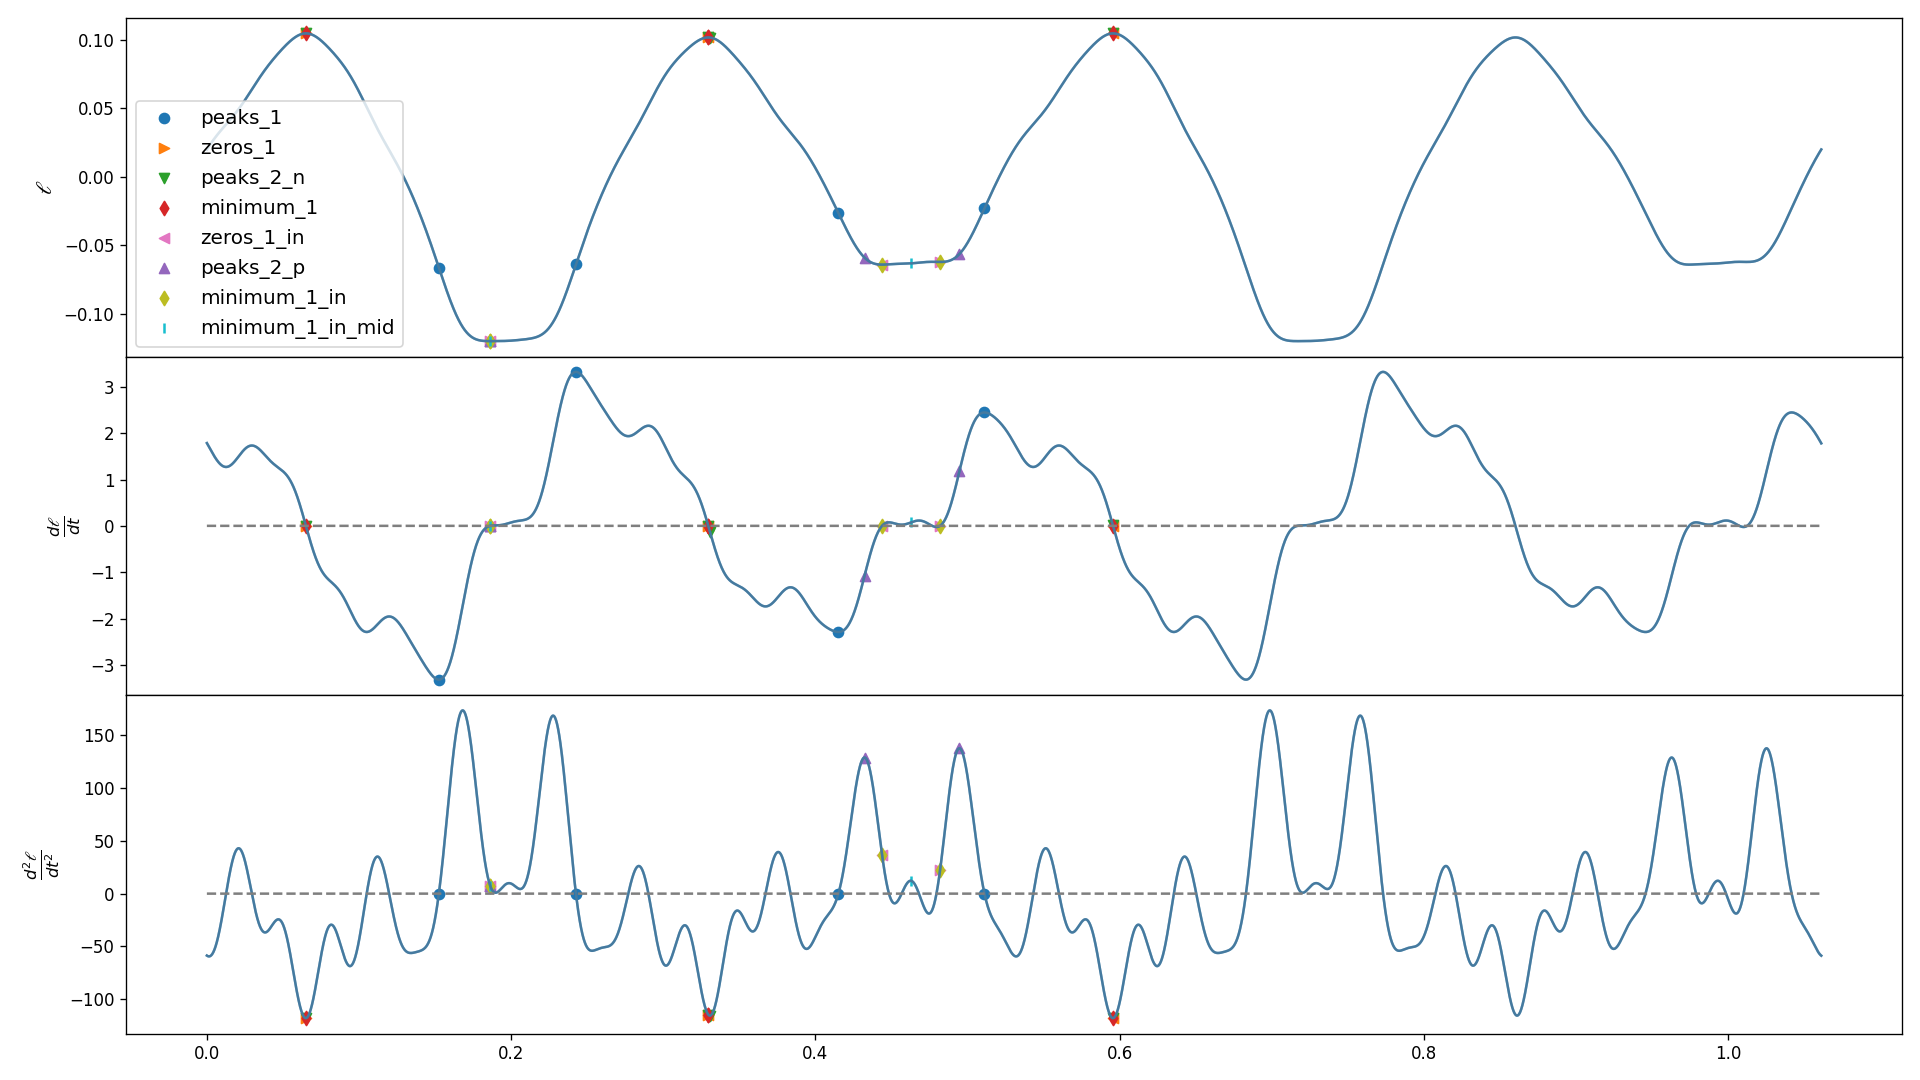 0.10
0.05
0.00
−0.05
−0.10
ℓ
peaks_1
zeros_1
peaks_2_n
minimum_1
zeros_1_in
peaks_2_p
minimum_1_in
minimum_1_in_mid
3
2
1
0
−1
−2
−3
dℓ/dt
150
100
50
0
−50
−100
d²ℓ/dt²
0.0 0.2 0.4 0.6 0.8 1.0